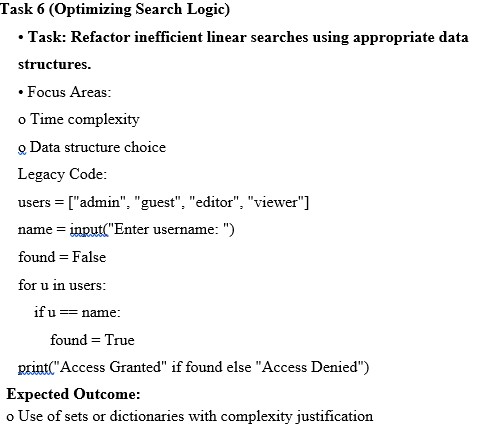 Task 6 (Optimizing Search Logic)
• Task: Refactor inefficient linear searches using appropriate data
structures.
• Focus Areas:
o Time complexity
o Data structure choice
Legacy Code:
users = ["admin", "guest", "editor", "viewer"]
name = input("Enter username: ")
found = False
for u in users:
if u == name:
found = True
print("Access Granted" if found else "Access Denied")
Expected Outcome:
o Use of sets or dictionaries with complexity justification